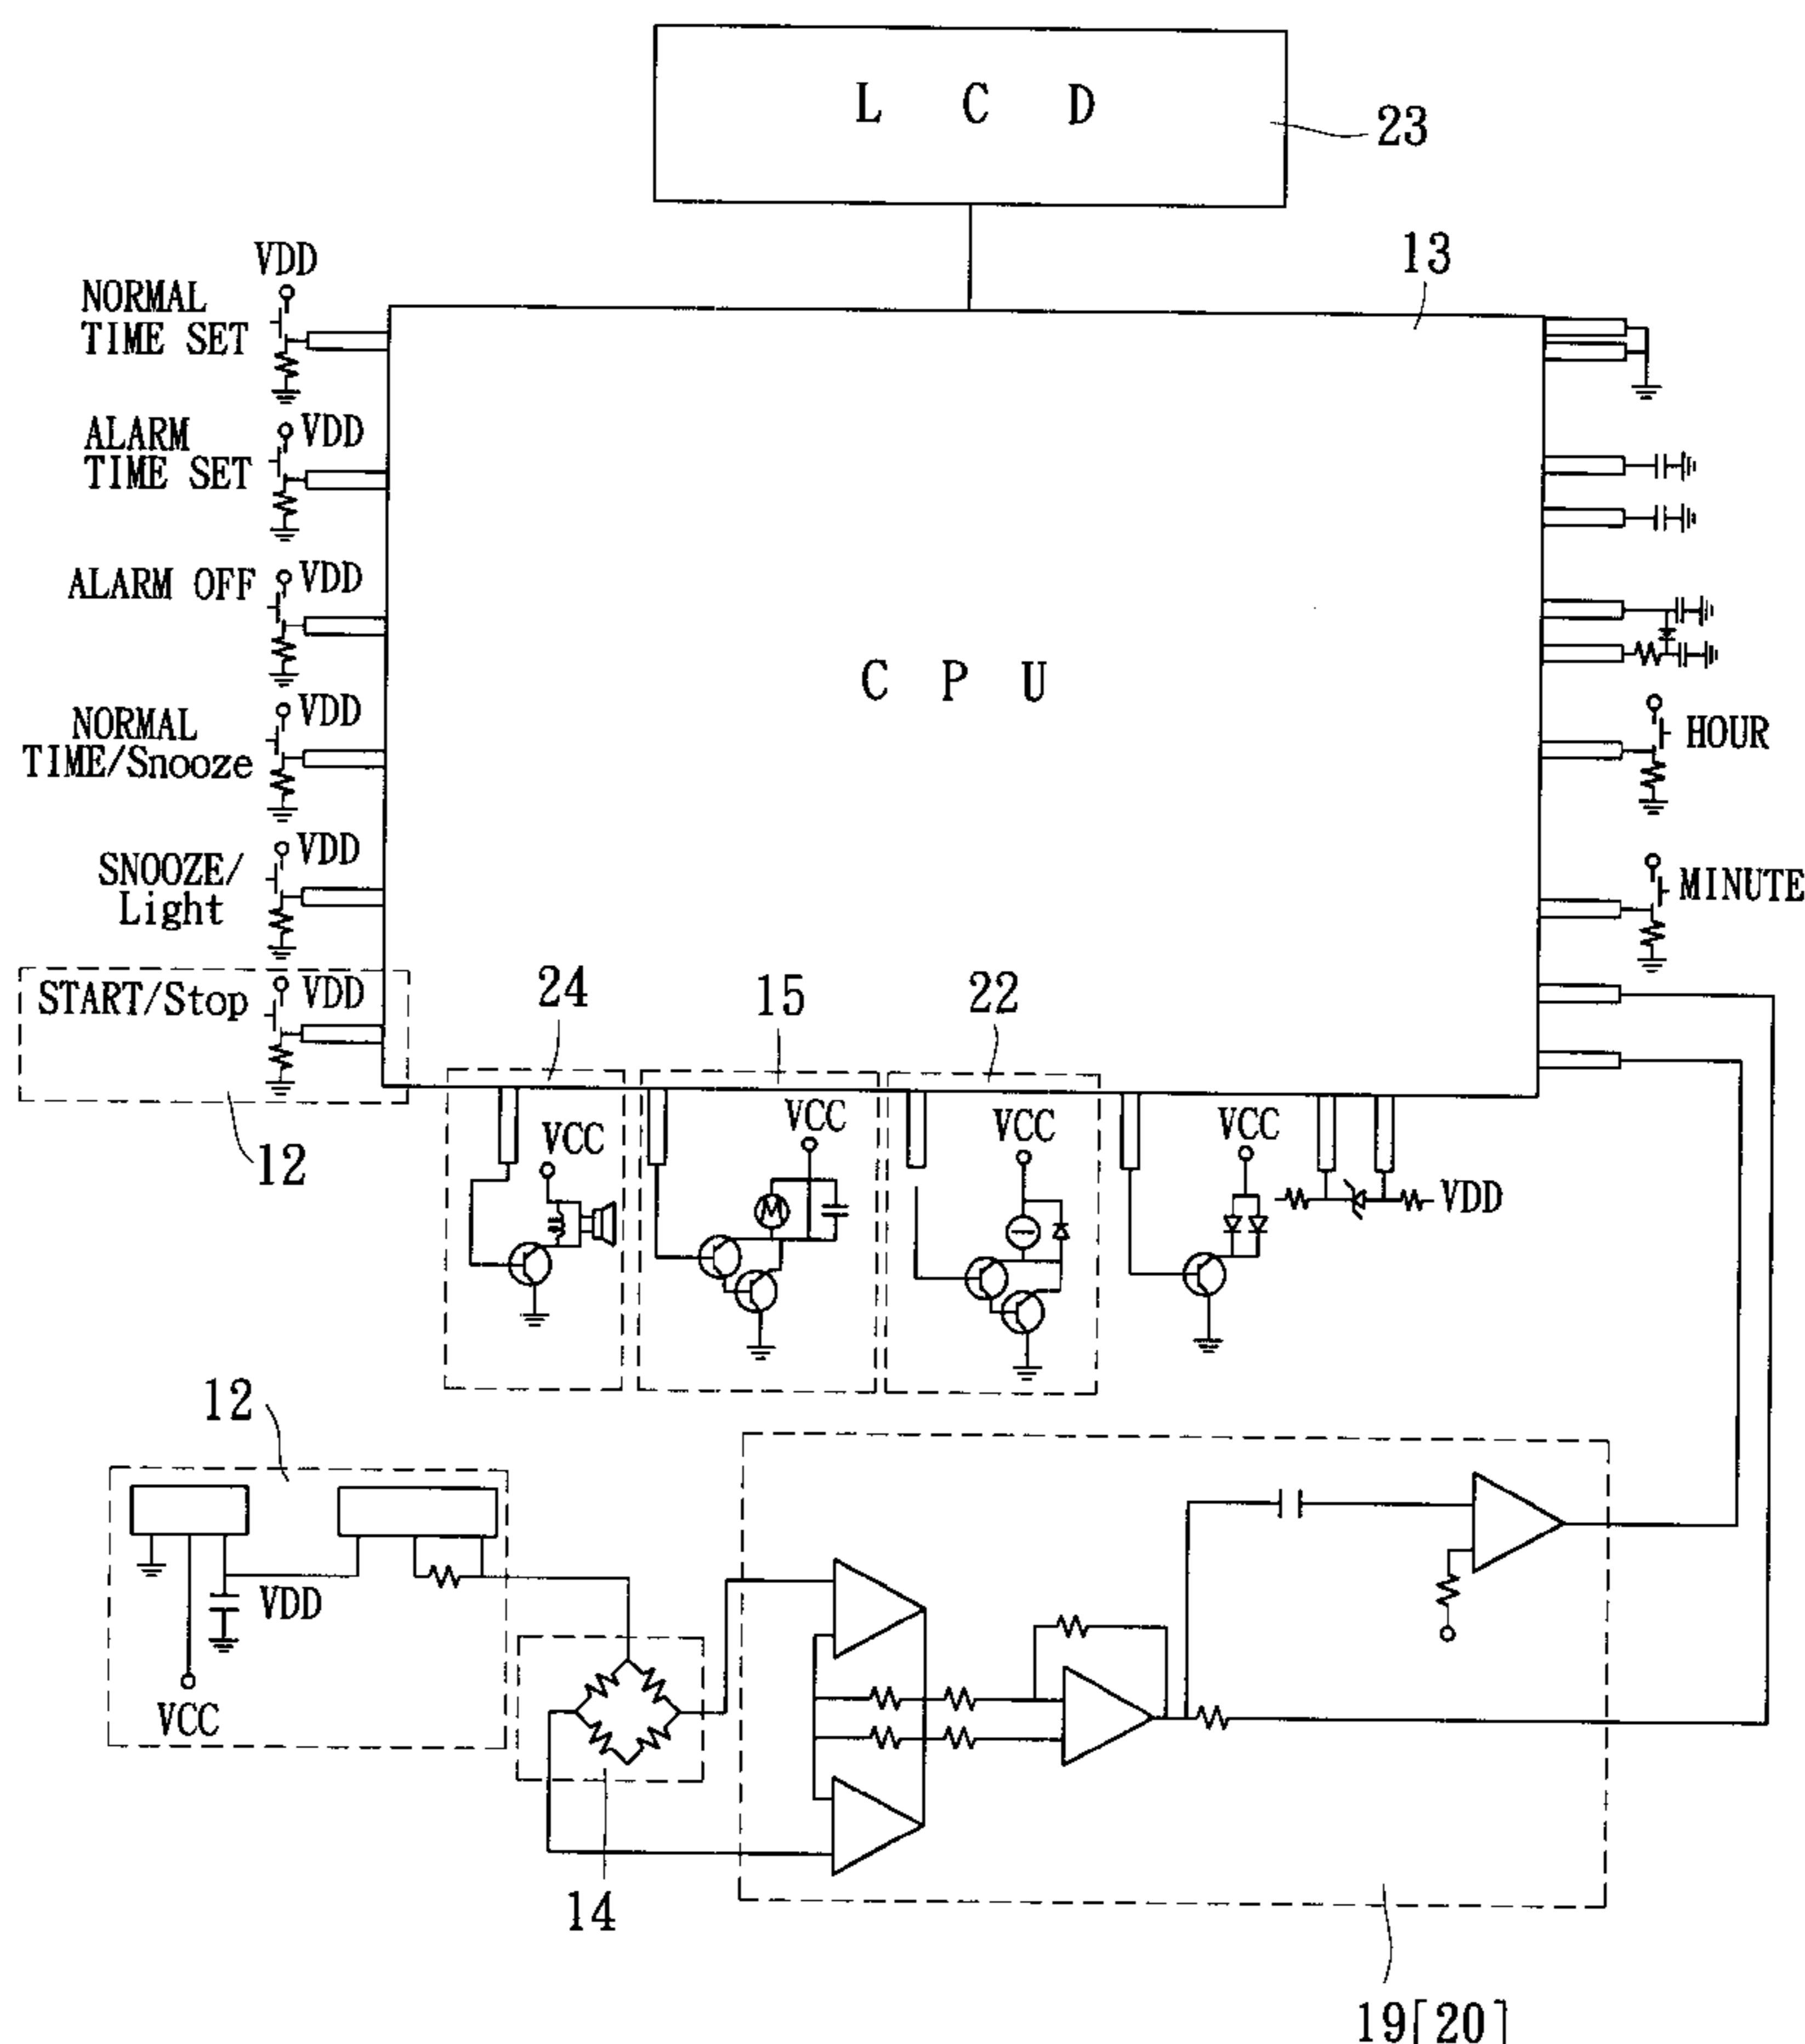 L C D
23
13
VDD
NORMAL
TIME SET
ALARM
TIME SET
VDD
ALARM OFF
VDD
C P U
NORMAL
TIME/Snooze
VDD
HOUR
SNOOZE/
Light
VDD
MINUTE
START/Stop
VDD
12
24
15
22
VCC
VCC
VCC
VCC
VDD
12
VDD
VCC
M
14
19[20]